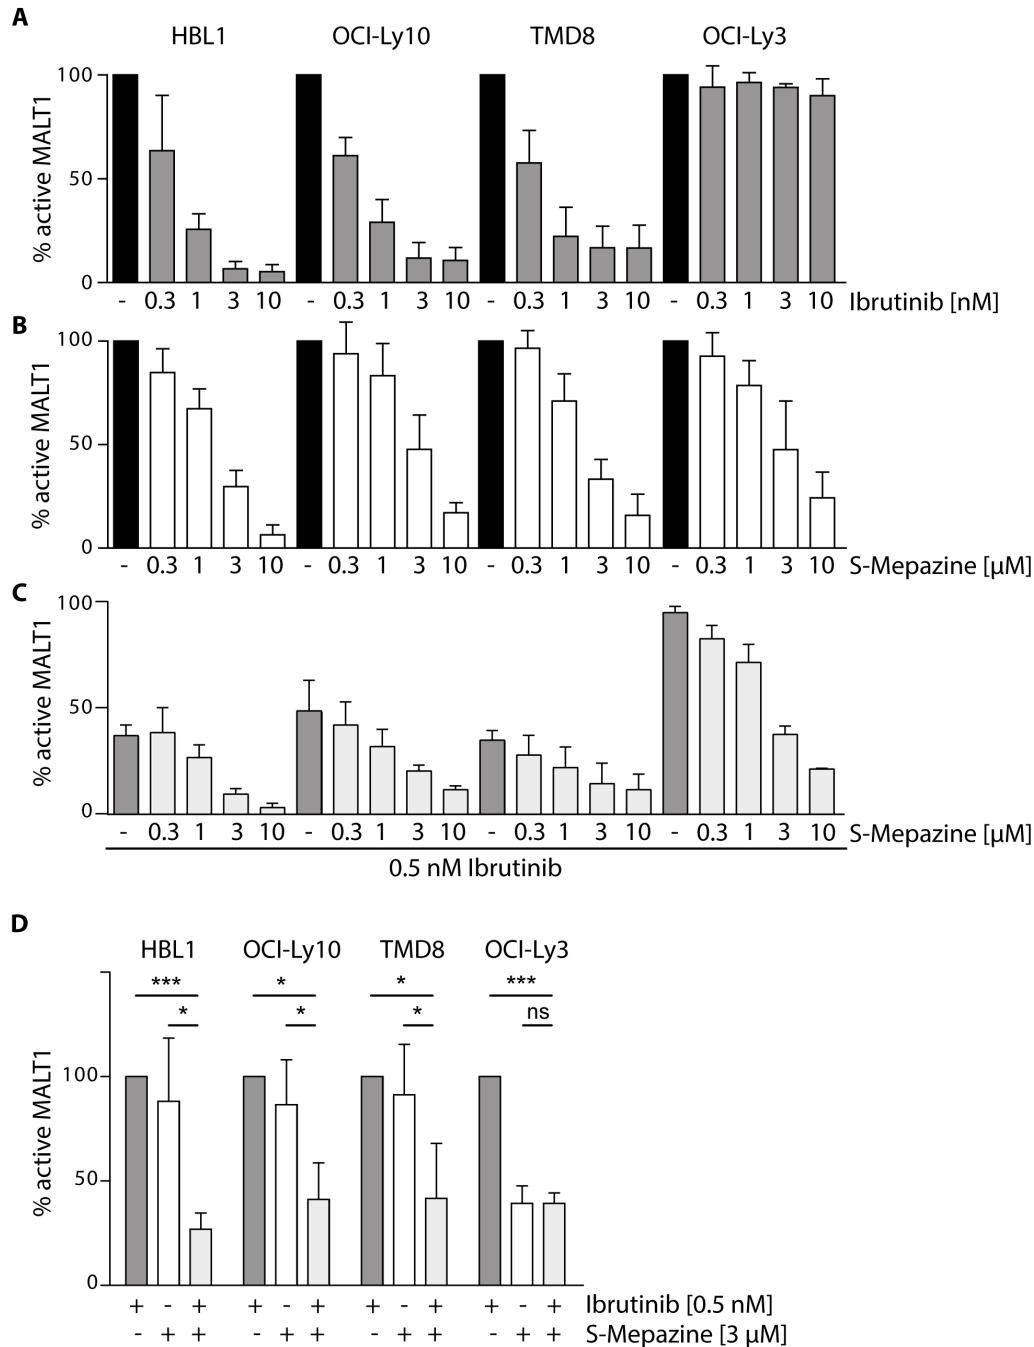 A
HBL1 OCI-Ly10 TMD8 OCI-Ly3
% active MALT1
100
50
0
- 0.3 1 3 10 - 0.3 1 3 10 - 0.3 1 3 10 - 0.3 1 3 10 Ibrutinib [nM]
B
% active MALT1
100
50
0
- 0.3 1 3 10 - 0.3 1 3 10 - 0.3 1 3 10 - 0.3 1 3 10 S-Mepazine [µM]
C
% active MALT1
100
50
0
- 0.3 1 3 10 - 0.3 1 3 10 - 0.3 1 3 10 - 0.3 1 3 10 S-Mepazine [µM]
0.5 nM Ibrutinib
D
HBL1 OCI-Ly10 TMD8 OCI-Ly3
*** * * ***
* * * ns
% active MALT1
100
50
0
+ - + + - + + - + + - + Ibrutinib [0.5 nM]
- + + - + + - + + - + + S-Mepazine [3 µM]